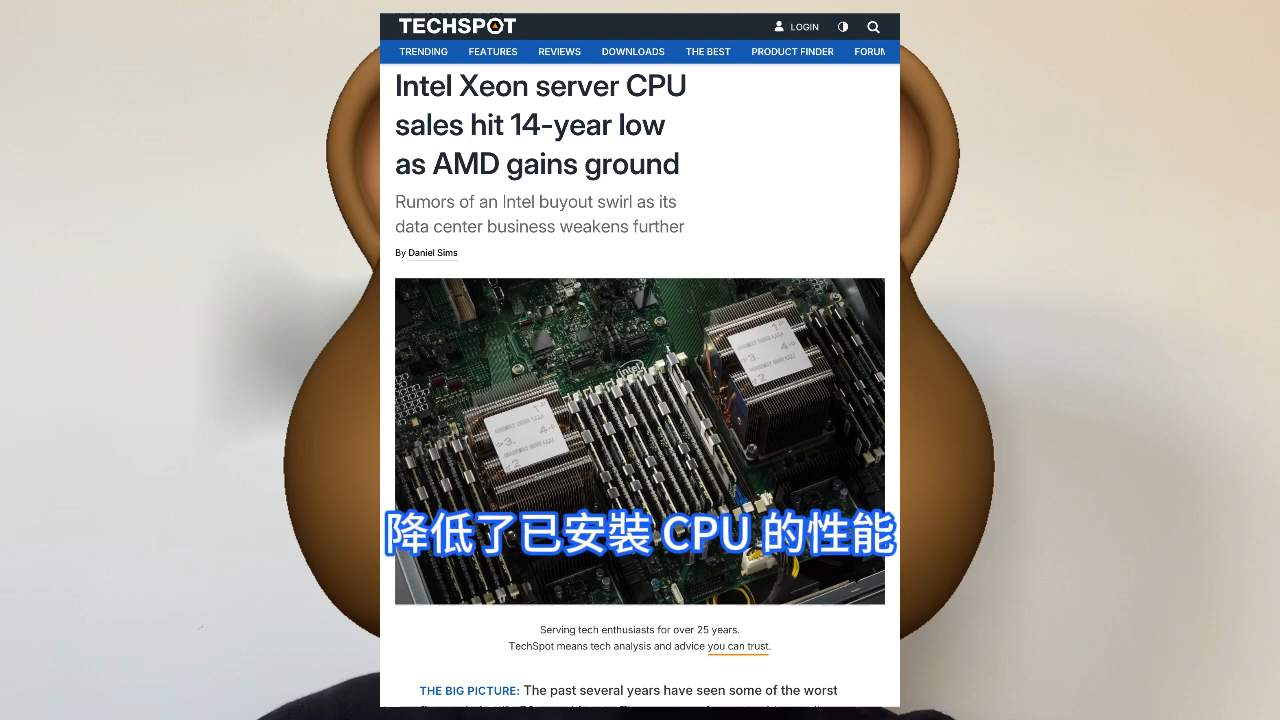 TECHSPOT
LOGIN
TRENDING FEATURES REVIEWS DOWNLOADS THE BEST PRODUCT FINDER
Intel Xeon server CPU
sales hit 14-year low
as AMD gains ground
Rumors of an Intel buyout swirl as its
data center business weakens further
By Daniel Sims
intel
降低了已安裝 CPU 的性能
Serving tech enthusiasts for over 25 years.
TechSpot means tech analysis and advice you can trust.
THE BIG PICTURE: The past several years have seen some of the worst